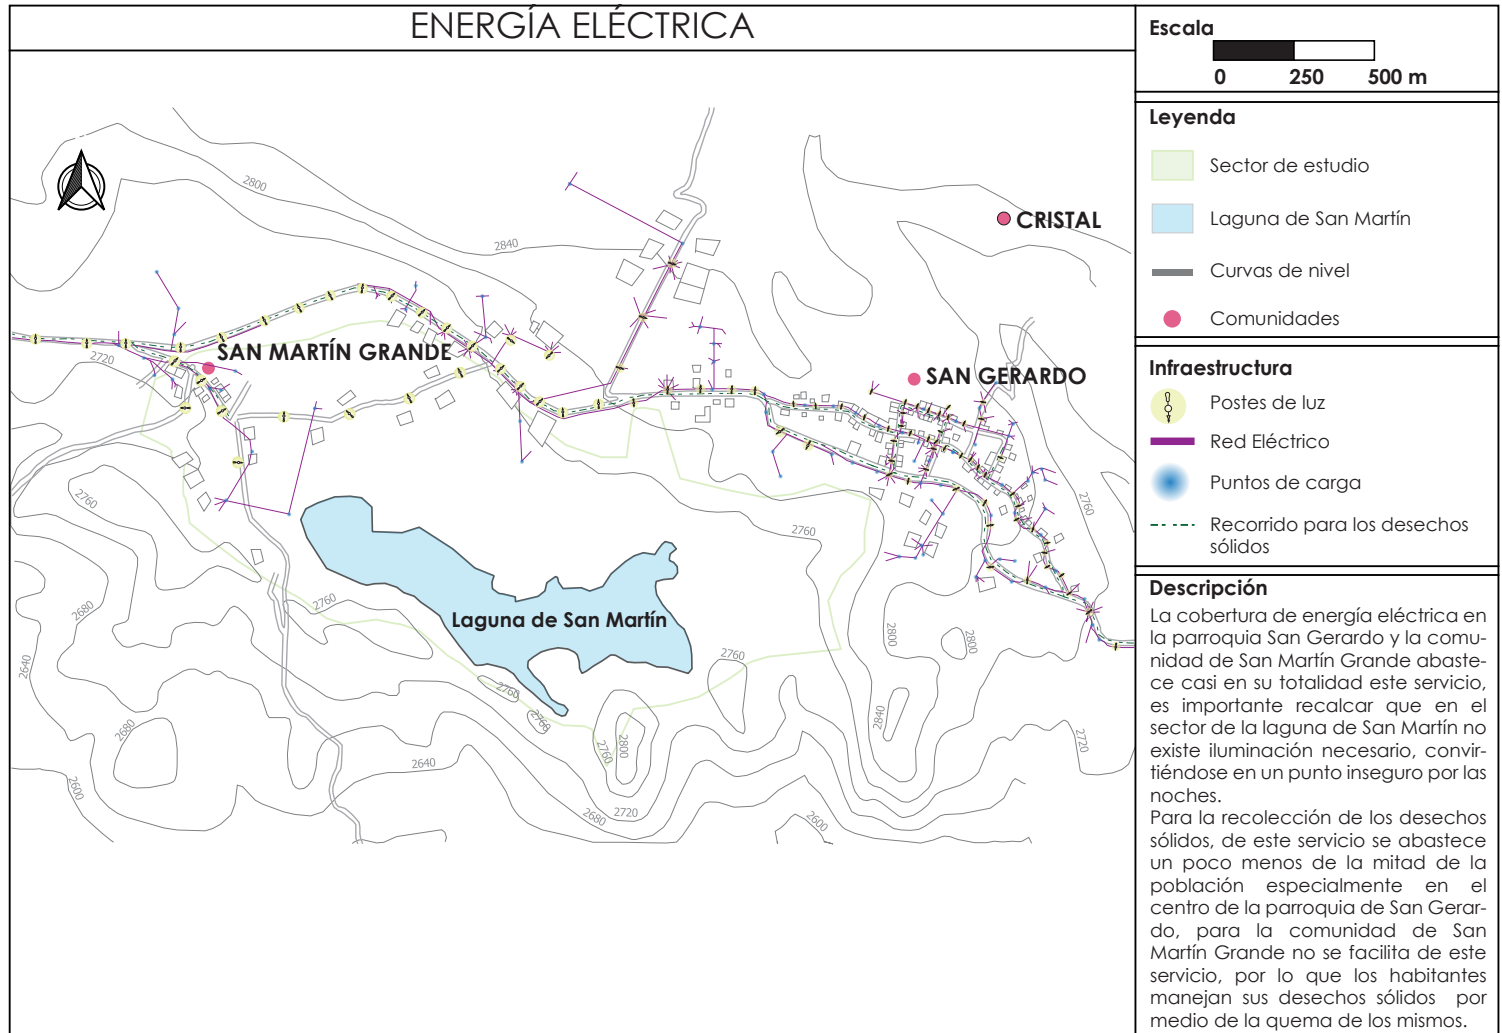 ENERGÍA ELÉCTRICA
2800
2840
CRISTAL
SAN MARTÍN GRANDE
2720
SAN GERARDO
2760
2760
2760
2680
2760
2640
Laguna de San Martín
2800
2800
2760
2760
2760
2840
2680
2760
2800
2720
2640
2600
2720
2680
2600
Escala
0 250 500 m
Leyenda
Sector de estudio
Laguna de San Martín
Curvas de nivel
Comunidades
Infraestructura
Postes de luz
Red Eléctrico
Puntos de carga
Recorrido para los desechos
sólidos
Descripción
La cobertura de energía eléctrica en
la parroquia San Gerardo y la comu-
nidad de San Martín Grande abaste-
ce casi en su totalidad este servicio,
es importante recalcar que en el
sector de la laguna de San Martín no
existe iluminación necesario, convir-
tiéndose en un punto inseguro por las
noches.
Para la recolección de los desechos
sólidos, de este servicio se abastece
un poco menos de la mitad de la
población especialmente en el
centro de la parroquia de San Gerar-
do, para la comunidad de San
Martín Grande no se facilita de este
servicio, por lo que los habitantes
manejan sus desechos sólidos por
medio de la quema de los mismos.